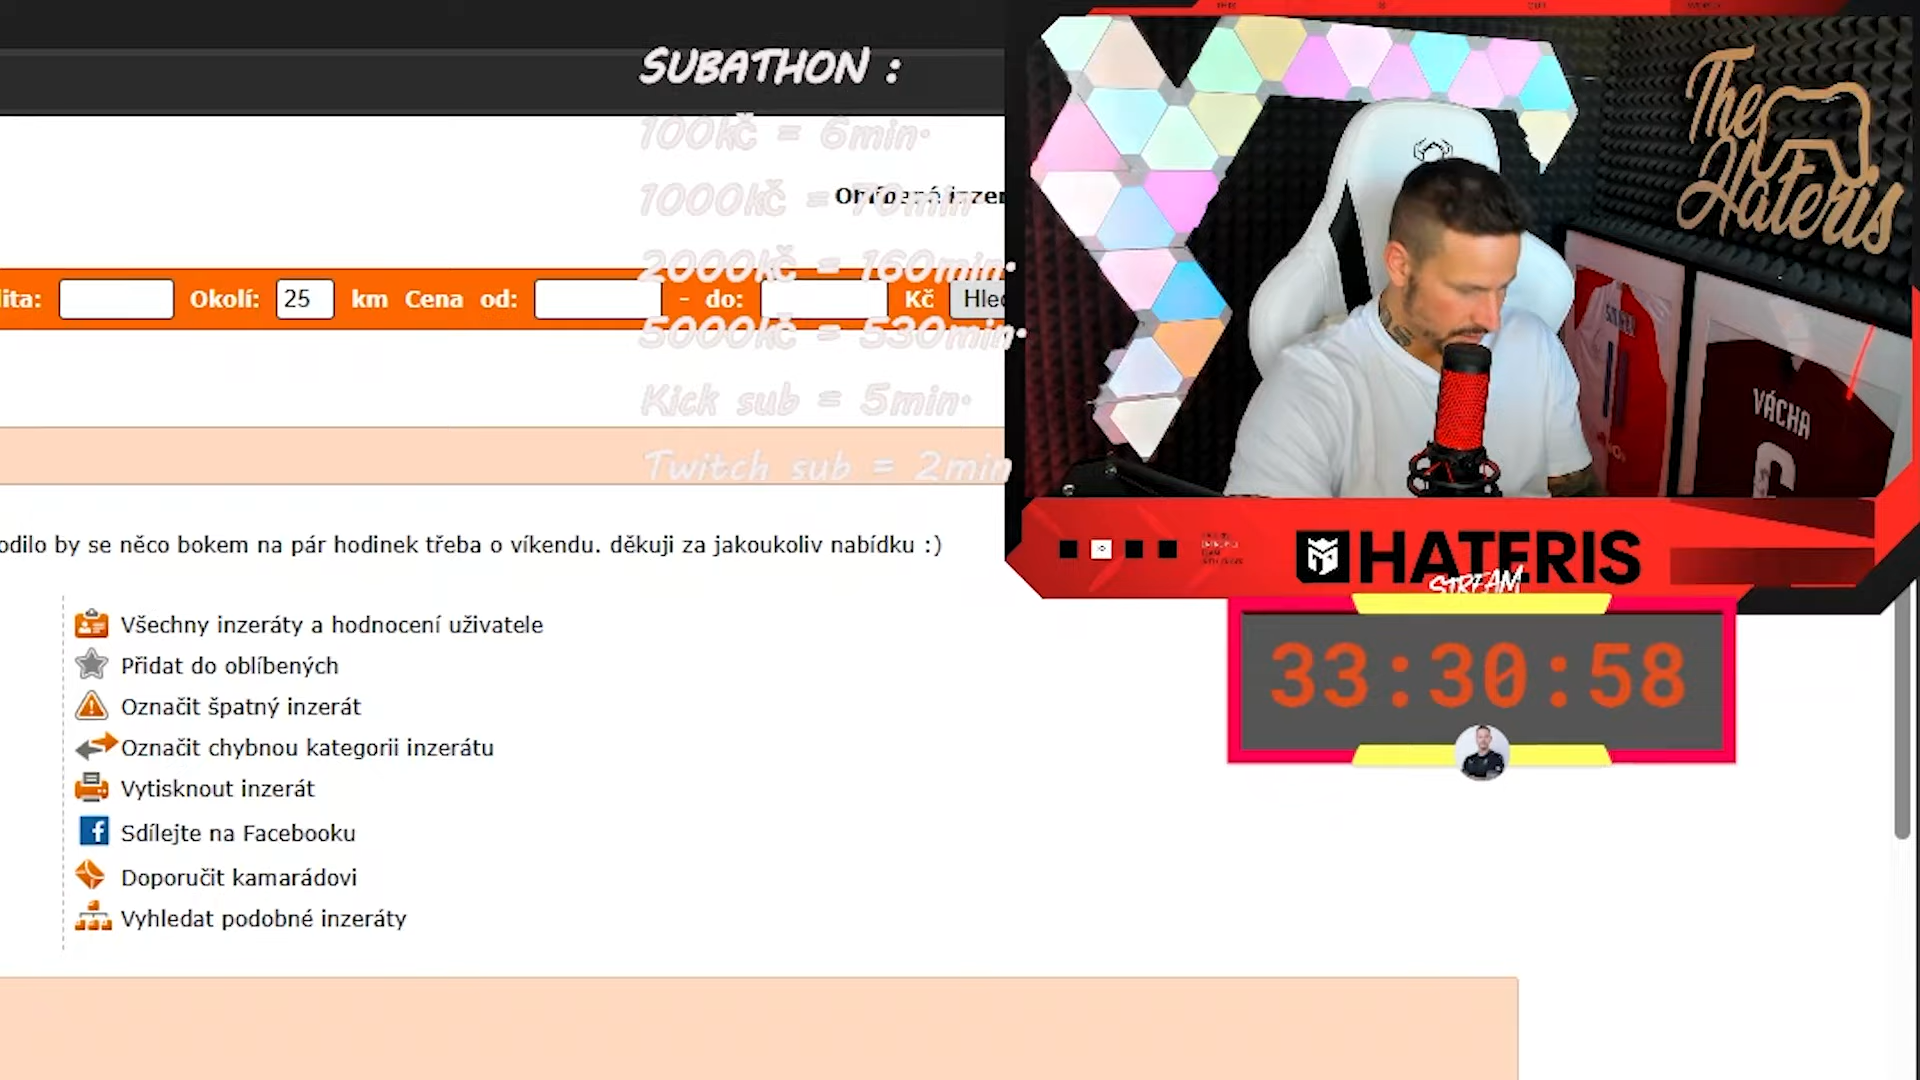 SUBATHON :
100kč = 6min.
1000kč = 70min
2000kč = 160min.
5000kč = 530min.
Kick sub = 5min.
Twitch sub = 2min
lita: Okolí: 25 km Cena od: - do: Kč Hled
odilo by se něco bokem na pár hodinek třeba o víkendu. děkuji za jakoukoliv nabídku :)
Všechny inzeráty a hodnocení uživatele
Přidat do oblíbených
Označit špatný inzerát
Označit chybnou kategorii inzerátu
Vytisknout inzerát
Sdílejte na Facebooku
Doporučit kamarádovi
Vyhledat podobné inzeráty
The
Hateris
VÁCHA
HATERIS
STREAM
33:30:58